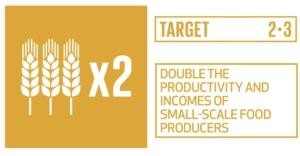 x2
TARGET 2·3
DOUBLE THE
PRODUCTIVITY AND
INCOMES OF
SMALL-SCALE FOOD
PRODUCERS